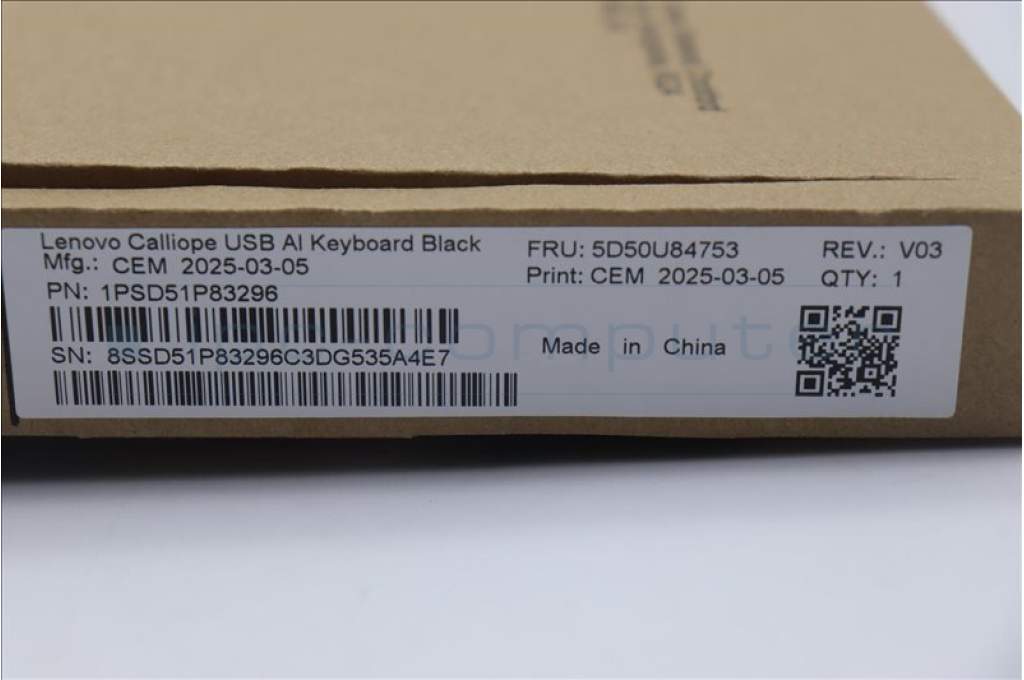 Lenovo Calliope USB AI Keyboard Black
Mfg.: CEM 2025-03-05
PN: 1PSD51P83296
SN: 8SSD51P83296C3DG535A4E7
FRU: 5D50U84753
Print: CEM 2025-03-05
Made in China
REV.: V03
QTY: 1